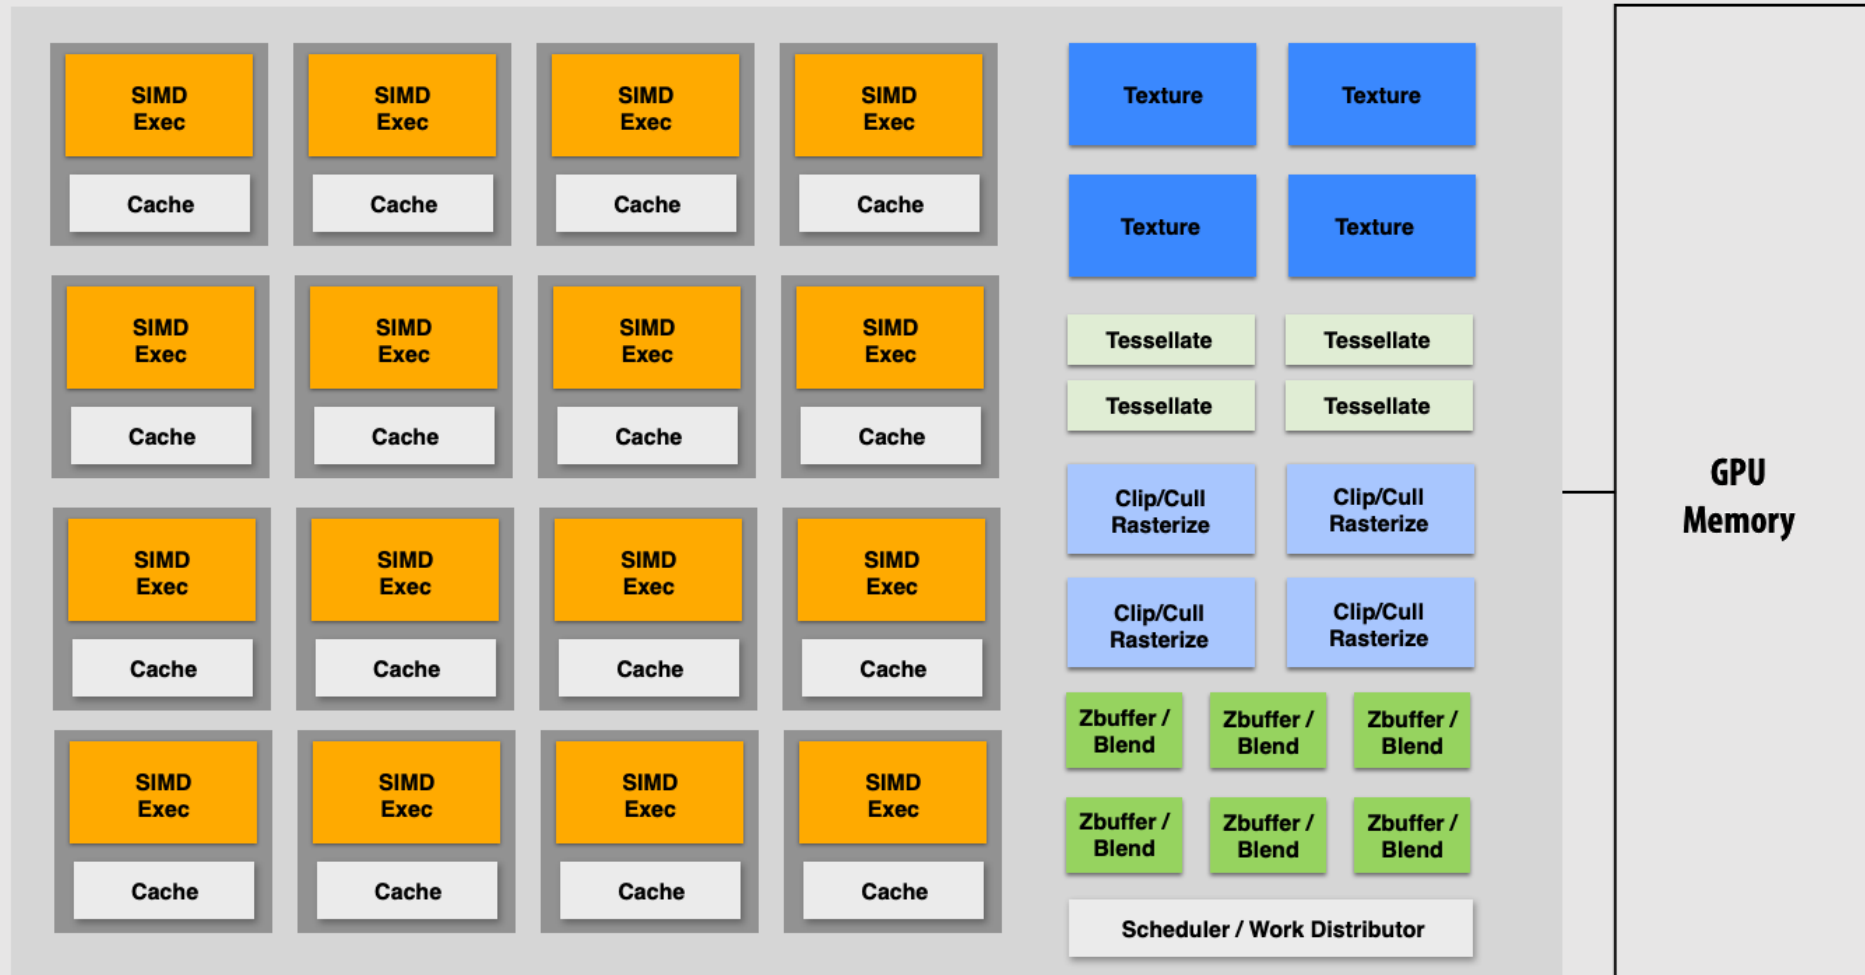 SIMD
Exec
SIMD
Exec
SIMD
Exec
SIMD
Exec
Cache
Cache
Cache
Cache
SIMD
Exec
SIMD
Exec
SIMD
Exec
SIMD
Exec
Cache
Cache
Cache
Cache
SIMD
Exec
SIMD
Exec
SIMD
Exec
SIMD
Exec
Cache
Cache
Cache
Cache
SIMD
Exec
SIMD
Exec
SIMD
Exec
SIMD
Exec
Cache
Cache
Cache
Cache
Texture
Texture
Texture
Texture
Tessellate
Tessellate
Tessellate
Tessellate
Clip/Cull
Rasterize
Clip/Cull
Rasterize
Clip/Cull
Rasterize
Clip/Cull
Rasterize
Zbuffer /
Blend
Zbuffer /
Blend
Zbuffer /
Blend
Zbuffer /
Blend
Zbuffer /
Blend
Zbuffer /
Blend
Scheduler / Work Distributor
GPU
Memory